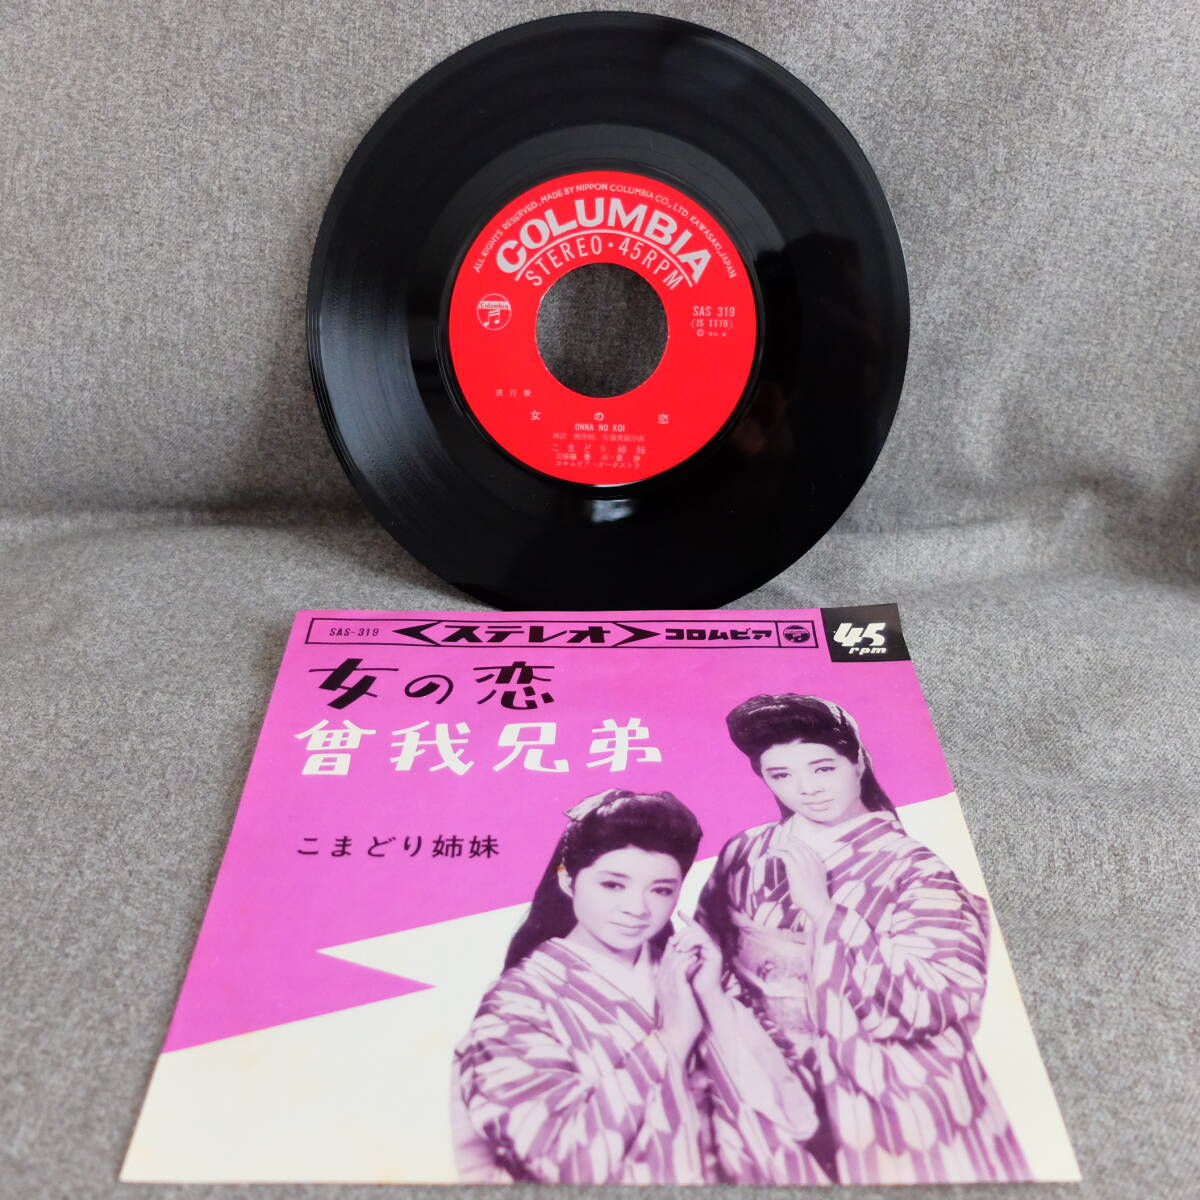 ALL RIGHTS RESERVED. MADE BY NIPPON COLUMBIA CO., LTD. KAWASAKI, JAPAN
COLUMBIA
STEREO・45RPM
Columbia
SAS 319
(JS 1176)
流行歌
女の恋
ONNA NO KOI
こまどり姉妹
コロムビア・オーケストラ
SAS-319
<ステレオ>
コロムビア
45
rpm
女の恋
曾我兄弟
こまどり姉妹